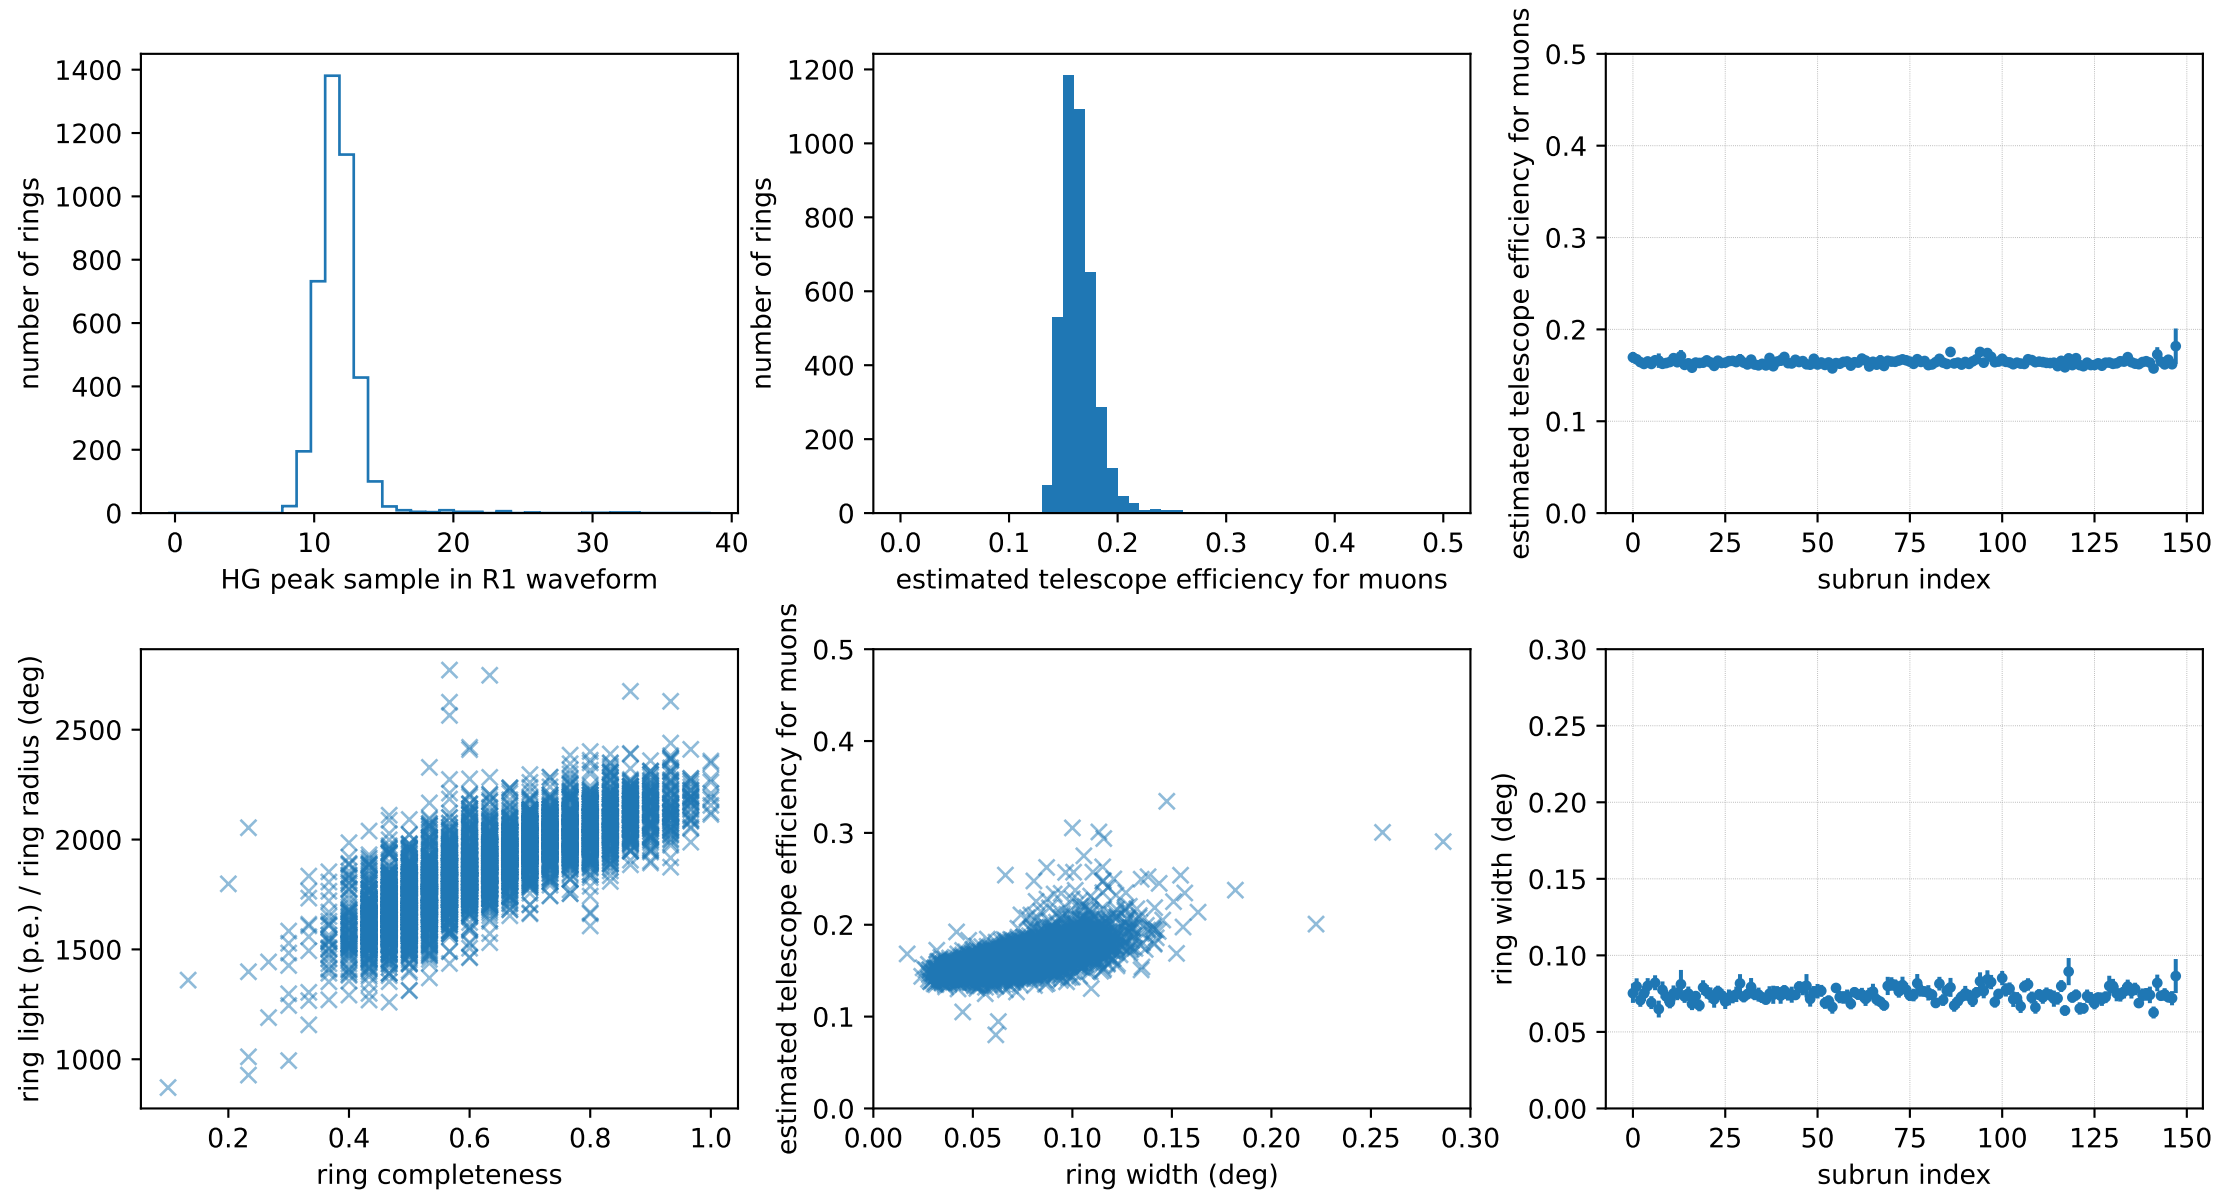 number of rings
1400
1200
1000
800
600
400
200
0
0 10 20 30 40
HG peak sample in R1 waveform
number of rings
1200
1000
800
600
400
200
0
0.0 0.1 0.2 0.3 0.4 0.5
estimated telescope efficiency for muons
estimated telescope efficiency for muons
0.5
0.4
0.3
0.2
0.1
0.0
0 25 50 75 100 125 150
subrun index
ring light (p.e.) / ring radius (deg)
2500
2000
1500
1000
0.2 0.4 0.6 0.8 1.0
ring completeness
estimated telescope efficiency for muons
0.5
0.4
0.3
0.2
0.1
0.0
0.00 0.05 0.10 0.15 0.20 0.25 0.30
ring width (deg)
ring width (deg)
0.30
0.25
0.20
0.15
0.10
0.05
0.00
0 25 50 75 100 125 150
subrun index